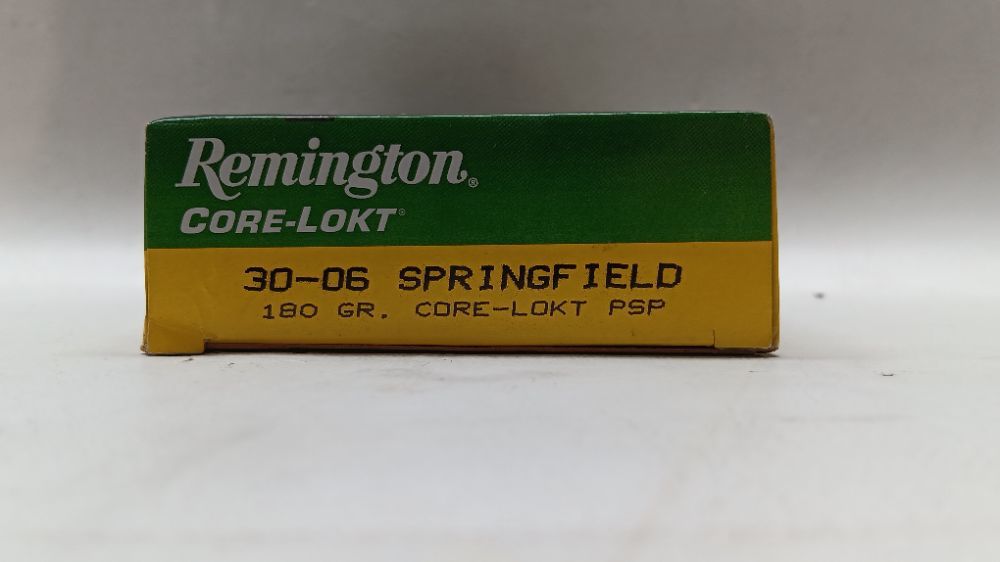 Remington®
CORE-LOKT®
30-06 SPRINGFIELD
180 GR. CORE-LOKT PSP